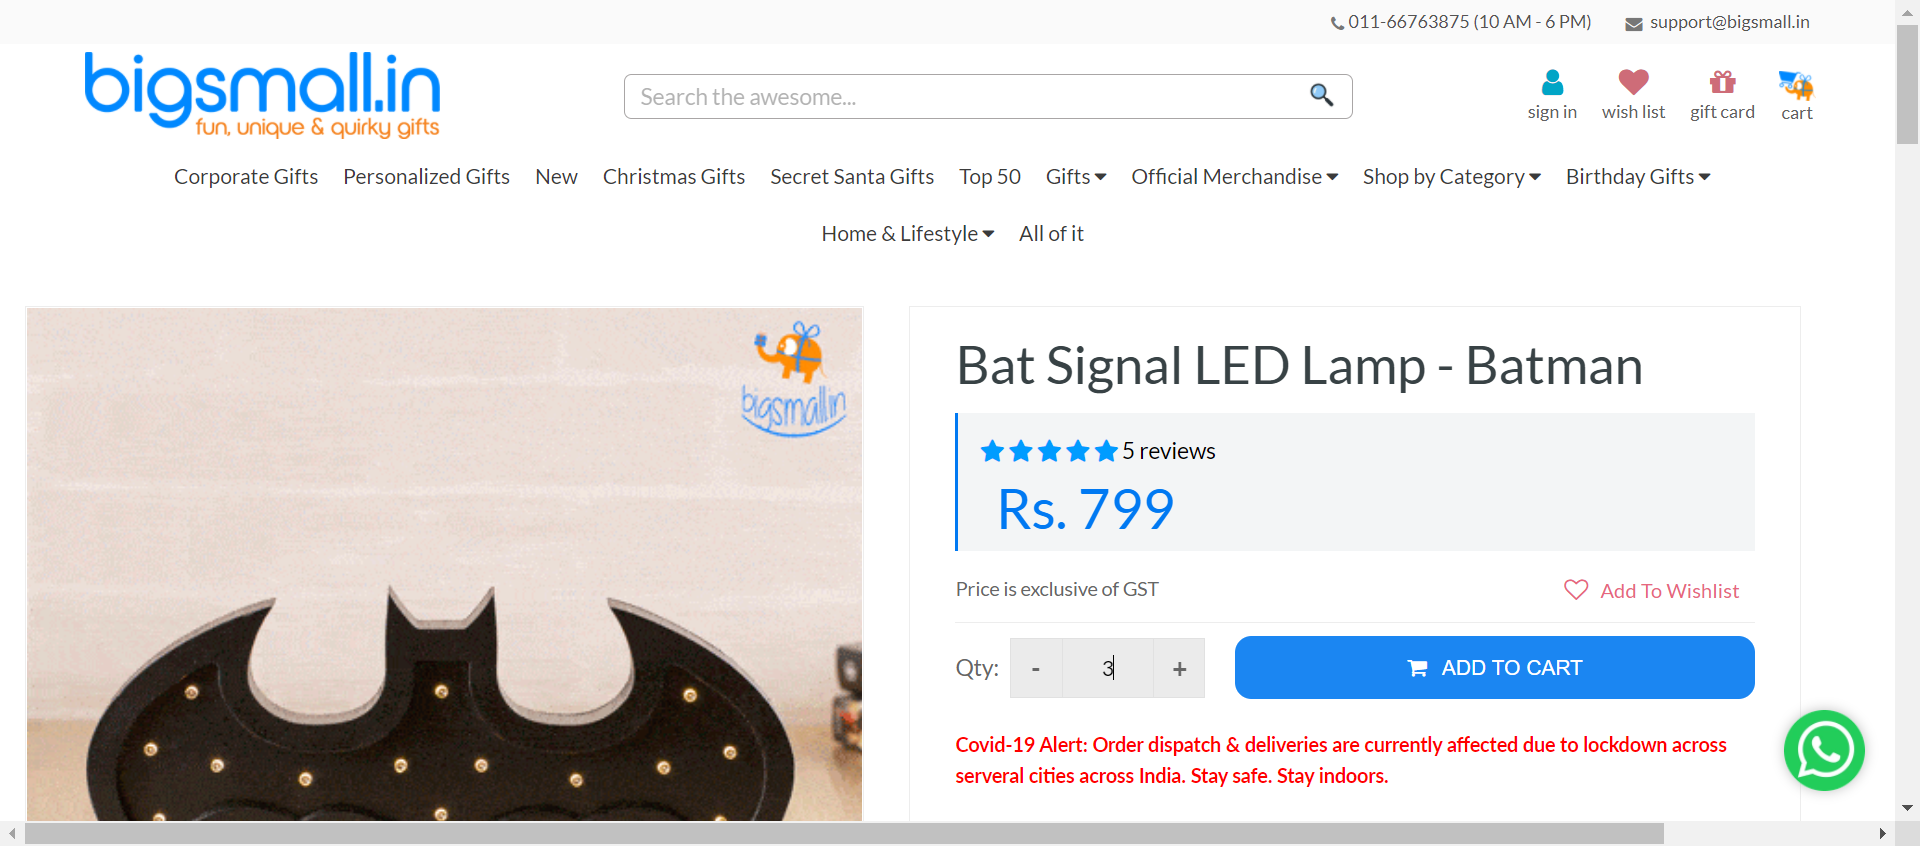 011-66763875 (10 AM - 6 PM) support@bigsmall.in
bigsmall.in
fun, unique & quirky gifts
Search the awesome...
sign in wish list gift card cart
Corporate Gifts Personalized Gifts New Christmas Gifts Secret Santa Gifts Top 50 Gifts Official Merchandise Shop by Category Birthday Gifts
Home & Lifestyle All of it
bigsmall.in
Bat Signal LED Lamp - Batman
5 reviews
Rs. 799
Price is exclusive of GST Add To Wishlist
Qty: - 3 + ADD TO CART
Covid-19 Alert: Order dispatch & deliveries are currently affected due to lockdown across
serveral cities across India. Stay safe. Stay indoors.